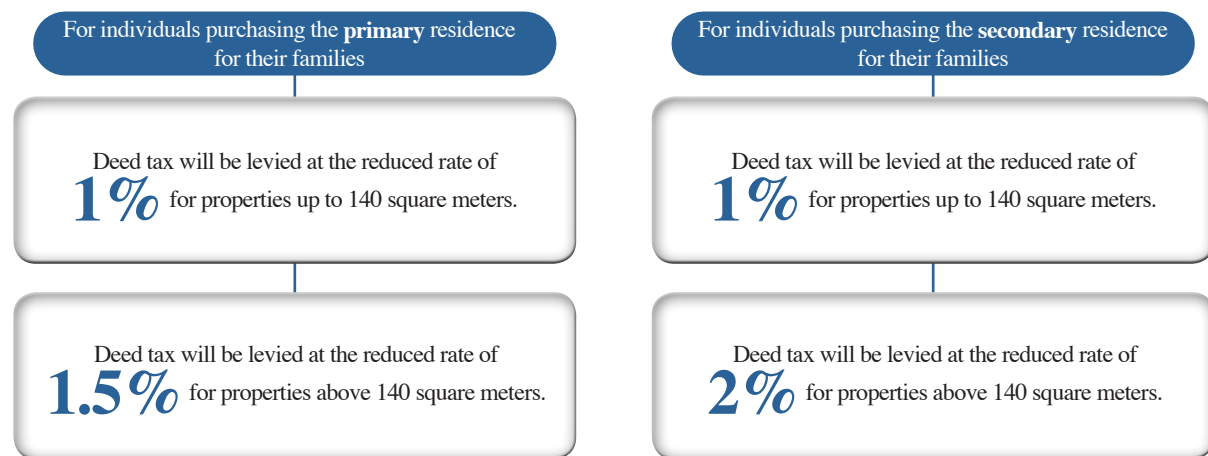 For individuals purchasing the primary residence
for their families
Deed tax will be levied at the reduced rate of
1% for properties up to 140 square meters.
Deed tax will be levied at the reduced rate of
1.5% for properties above 140 square meters.
For individuals purchasing the secondary residence
for their families
Deed tax will be levied at the reduced rate of
1% for properties up to 140 square meters.
Deed tax will be levied at the reduced rate of
2% for properties above 140 square meters.